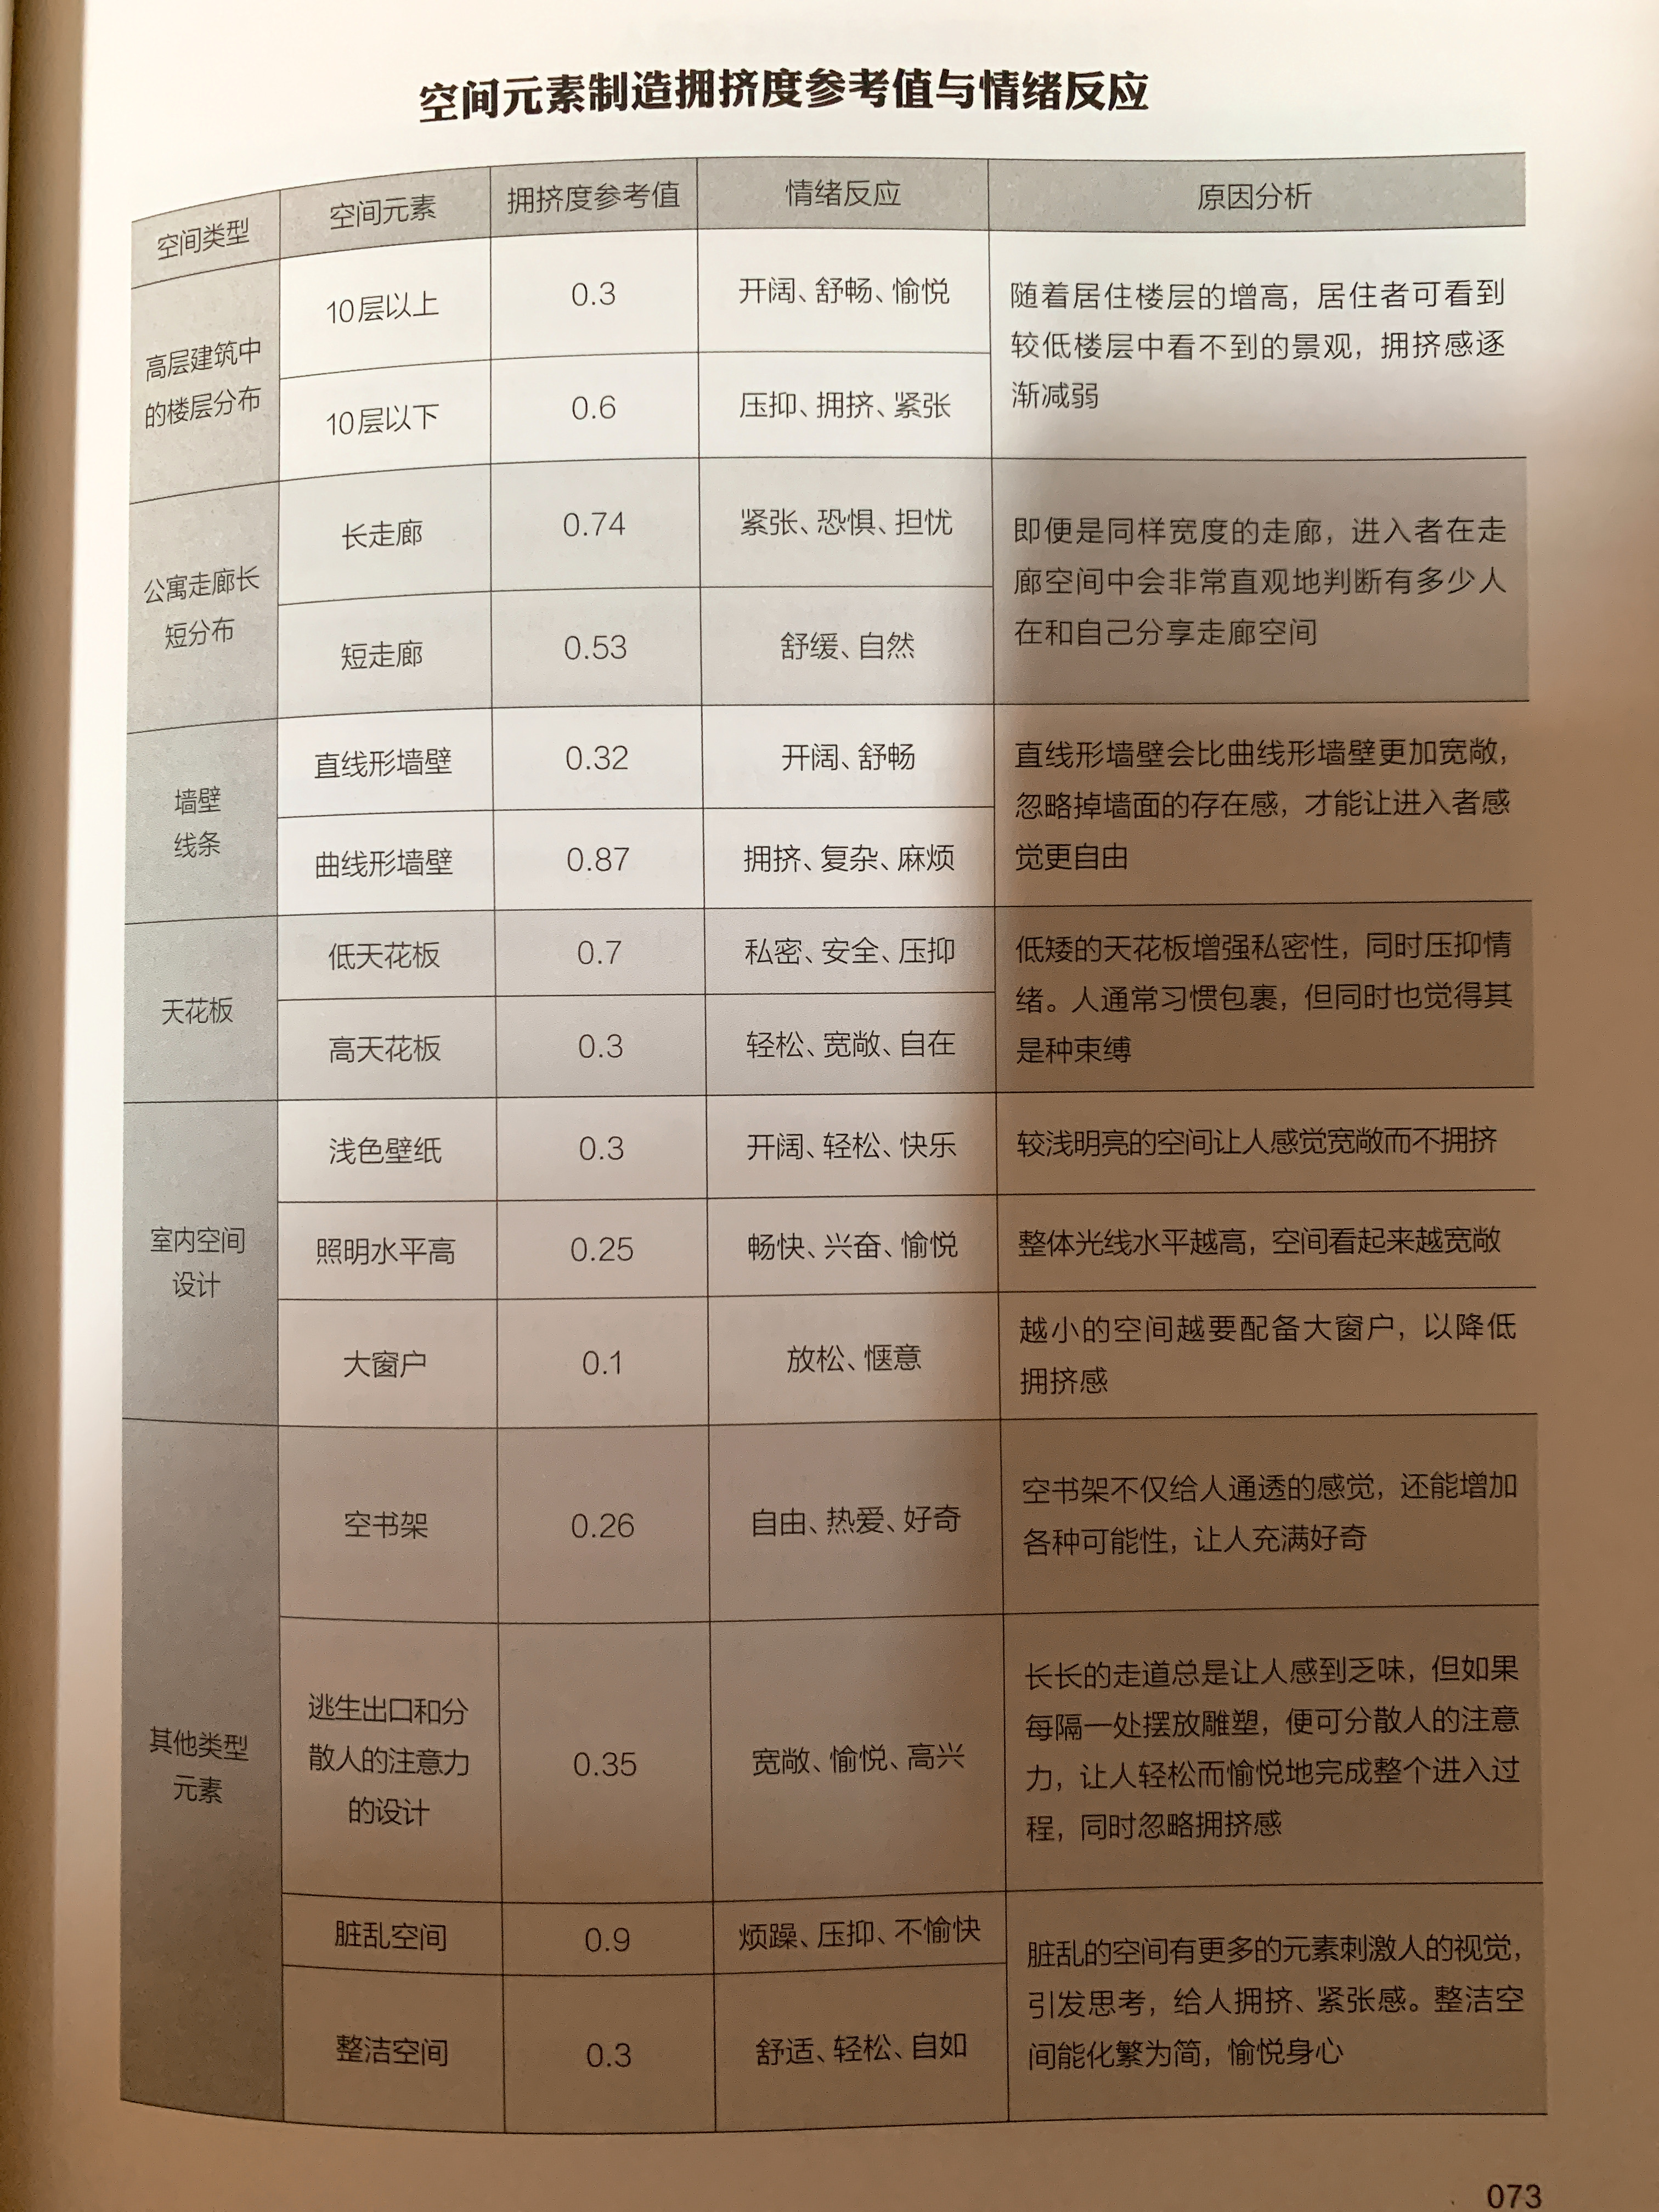 空间元素制造拥挤度参考值与情绪反应
空间类型
空间元素
拥挤度参考值
情绪反应
原因分析
高层建筑中
的楼层分布
10层以上
0.3
开阔、舒畅、愉悦
10层以下
0.6
压抑、拥挤、紧张
随着居住楼层的增高，居住者可看到
较低楼层中看不到的景观，拥挤感逐
渐减弱
公寓走廊长
短分布
长走廊
0.74
紧张、恐惧、担忧
短走廊
0.53
舒缓、自然
即便是同样宽度的走廊，进入者在走
廊空间中会非常直观地判断有多少人
在和自己分享走廊空间
墙壁
线条
直线形墙壁
0.32
开阔、舒畅
曲线形墙壁
0.87
拥挤、复杂、麻烦
直线形墙壁会比曲线形墙壁更加宽敞，
忽略掉墙面的存在感，才能让进入者感
觉更自由
天花板
低天花板
0.7
私密、安全、压抑
高天花板
0.3
轻松、宽敞、自在
低矮的天花板增强私密性，同时压抑情
绪。人通常习惯包裹，但同时也觉得其
是种束缚
室内空间
设计
浅色壁纸
0.3
开阔、轻松、快乐
较浅明亮的空间让人感觉宽敞而不拥挤
照明水平高
0.25
畅快、兴奋、愉悦
整体光线水平越高，空间看起来越宽敞
大窗户
0.1
放松、惬意
越小的空间越要配备大窗户，以降低
拥挤感
其他类型
元素
空书架
0.26
自由、热爱、好奇
空书架不仅给人通透的感觉，还能增加
各种可能性，让人充满好奇
逃生出口和分
散人的注意力
的设计
0.35
宽敞、愉悦、高兴
长长的走道总是让人感到乏味，但如果
每隔一处摆放雕塑，便可分散人的注意
力，让人轻松而愉悦地完成整个进入过
程，同时忽略拥挤感
脏乱空间
0.9
烦躁、压抑、不愉快
整洁空间
0.3
舒适、轻松、自如
脏乱的空间有更多的元素刺激人的视觉，
引发思考，给人拥挤、紧张感。整洁空
间能化繁为简，愉悦身心
073